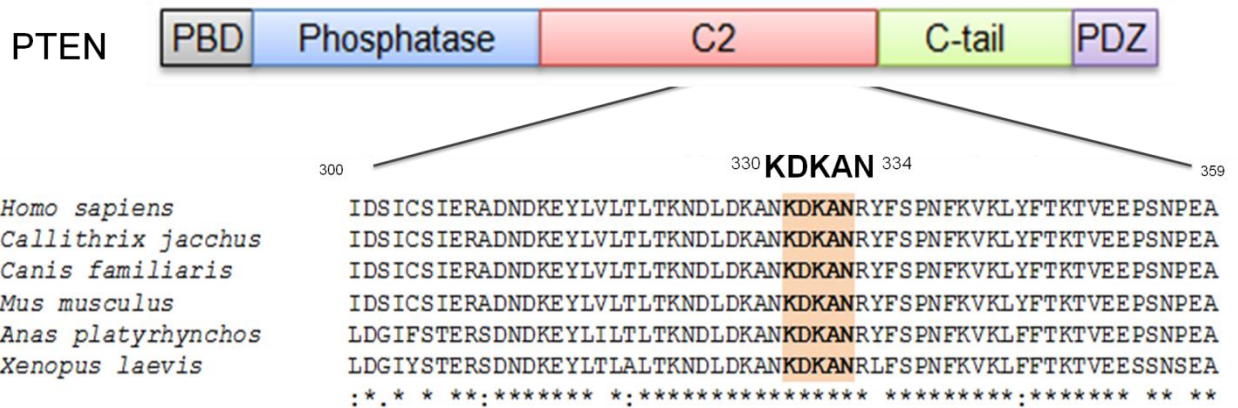 PTEN PBD Phosphatase C2 C-tail PDZ
300 330 KDKAN 334 359
Homo sapiens IDSICSIERADNDKEYLVLTLTKNDLDKANKDKANRYFSPNFKVKLYFTKTVEEPSNPEA
Callithrix jacchus IDSICSIERADNDKEYLVLTLTKNDLDKANKDKANRYFSPNFKVKLYFTKTVEEPSNPEA
Canis familiaris IDSICSIERADNDKEYLVLTLTKNDLDKANKDKANRYFSPNFKVKLYFTKTVEEPSNPEA
Mus musculus IDSICSIERADNDKEYLVLTLTKNDLDKANKDKANRYFSPNFKVKLYFTKTVEEPSNPEA
Anas platyrhynchos LDGIFSTERSDNDKEYLILTLTKNDLDKANKDKANRYFSPNFKVKLFFTKTVEEPSNPEA
Xenopus laevis LDGIYSTERSDNDKEYLTLALTKNDLDKANKDKANRLFSPNFKVKLFFTKTVEESSNSEA
:*.* * **:******* *:**************** *********:******* ** **